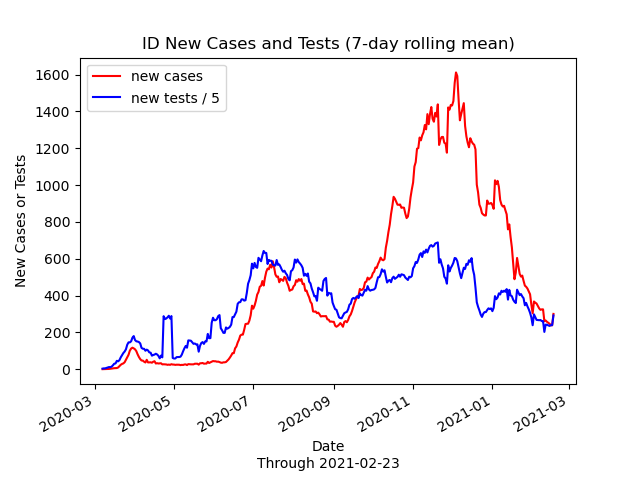 ID New Cases and Tests (7-day rolling mean)
new cases
new tests / 5
New Cases or Tests
1600
1400
1200
1000
800
600
400
200
0
2020-03
2020-05
2020-07
2020-09
2020-11
2021-01
2021-03
Date
Through 2021-02-23